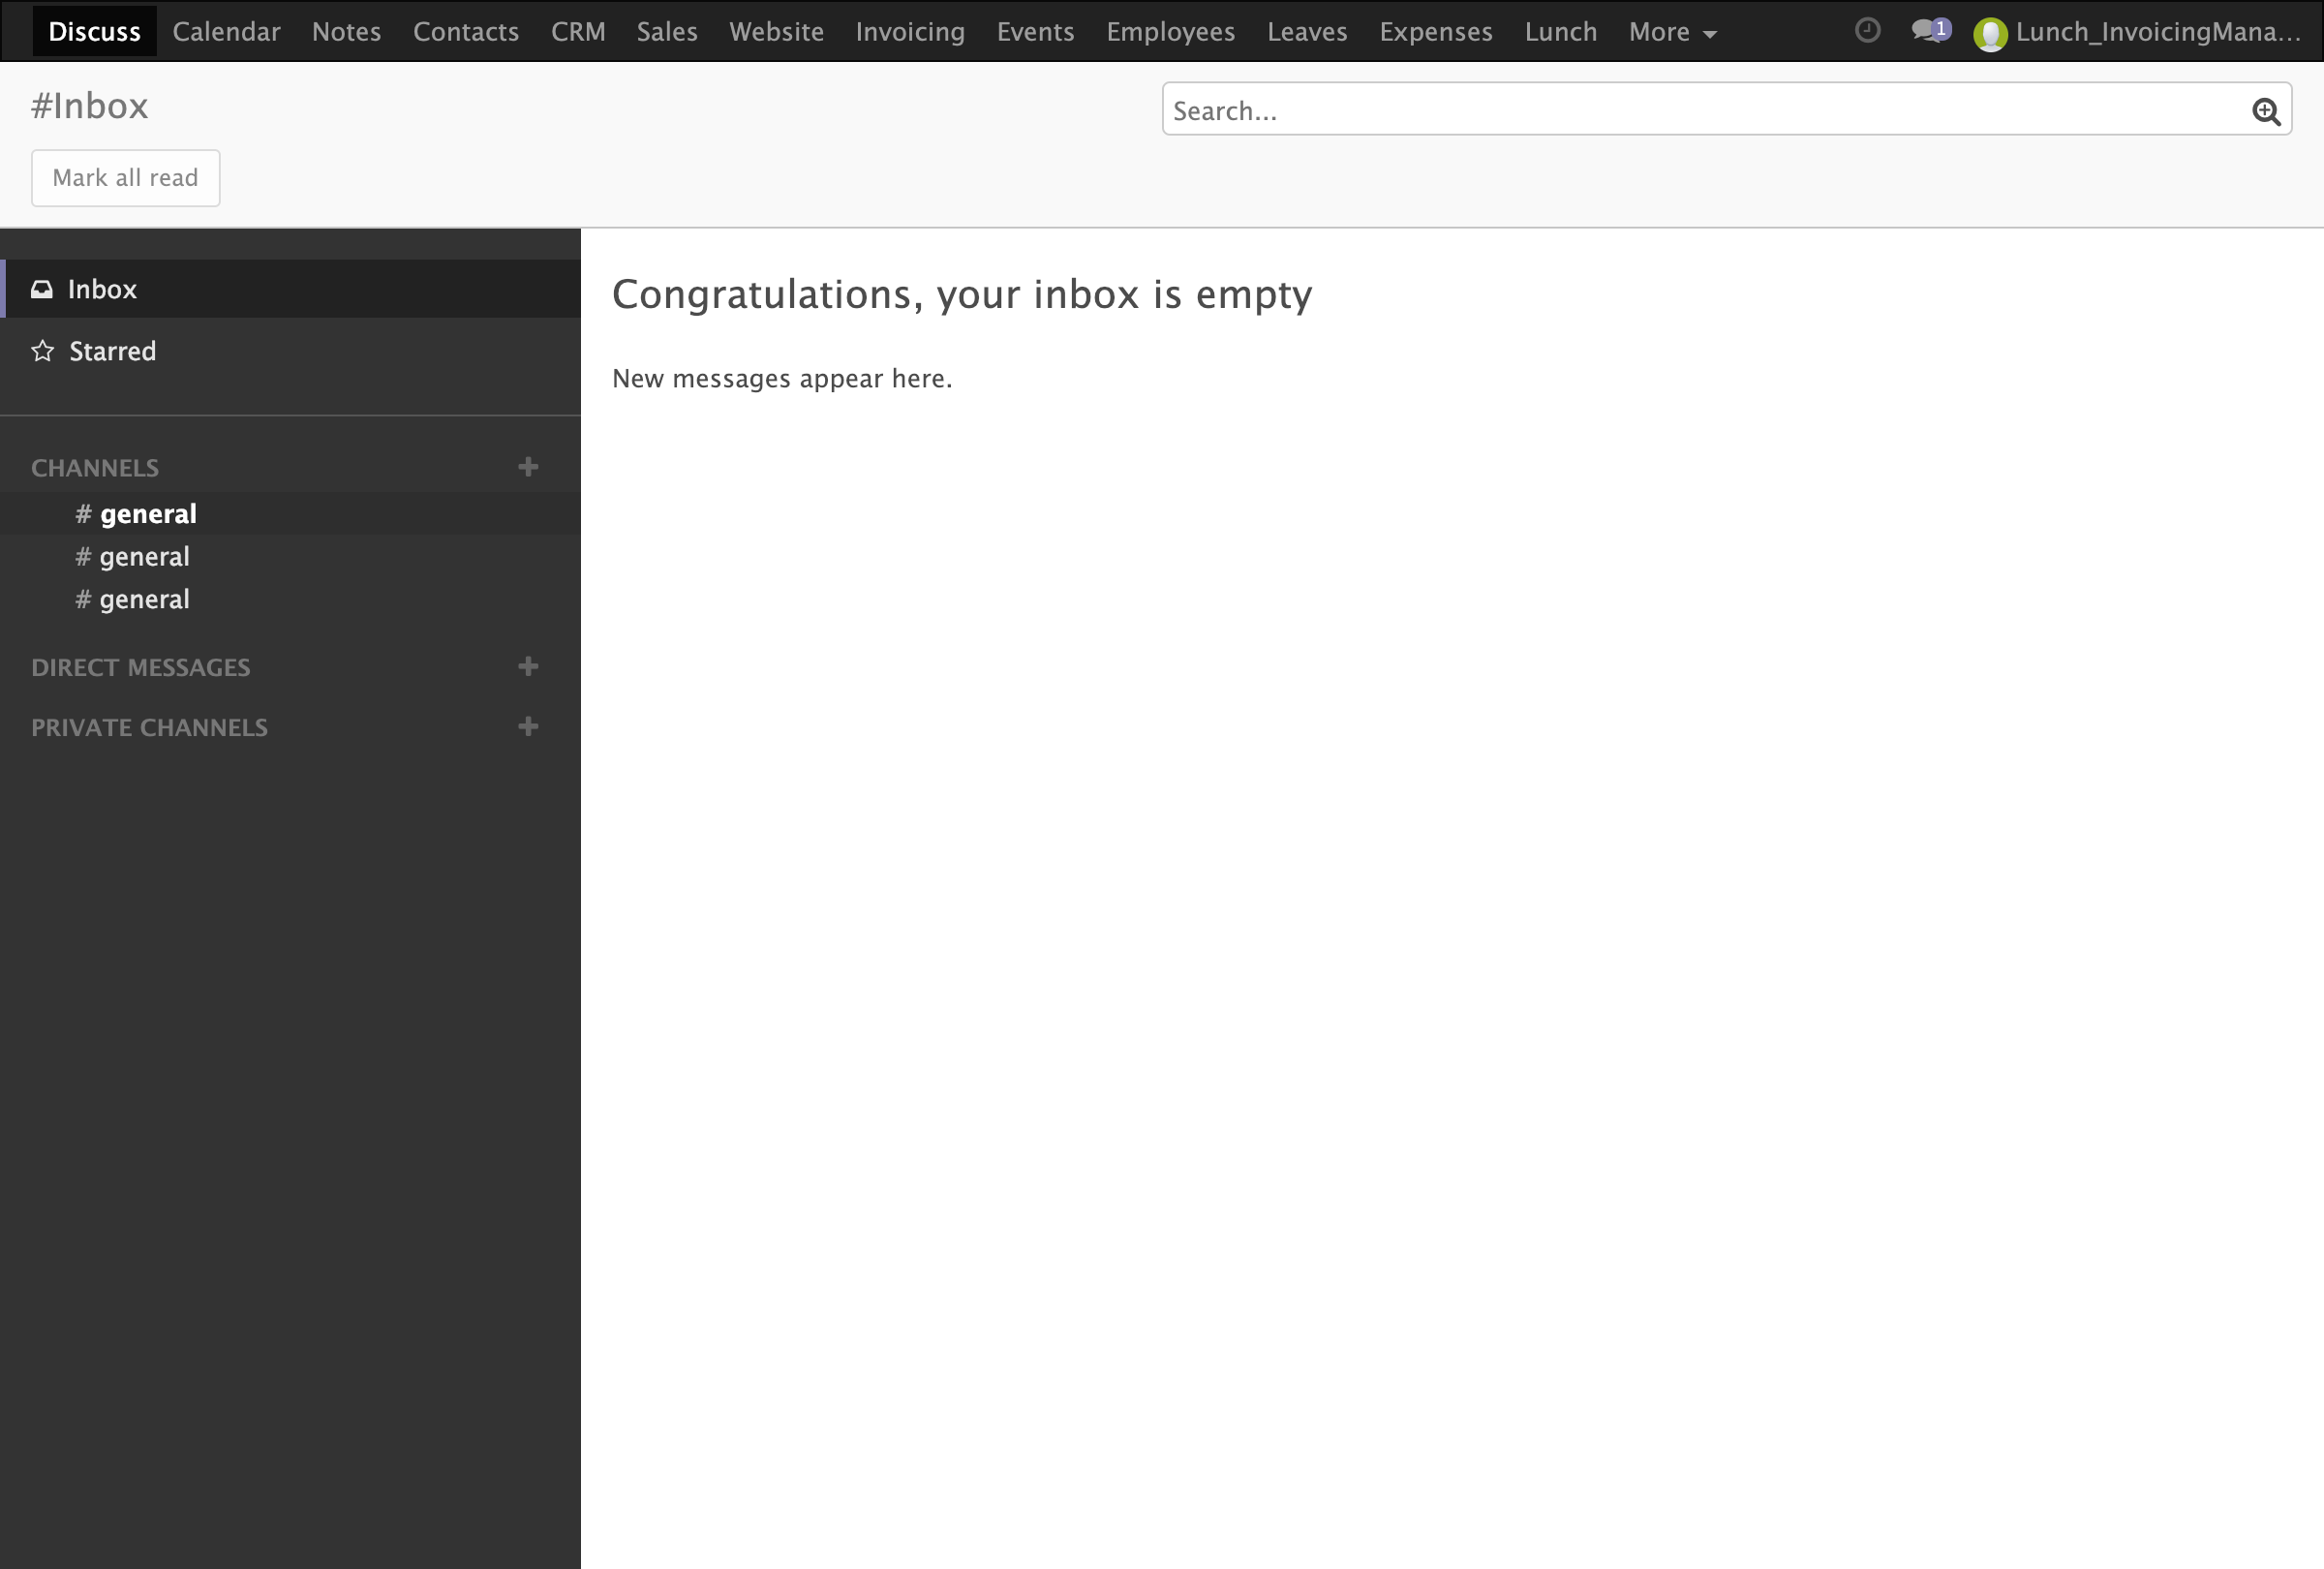 Discuss Calendar Notes Contacts CRM Sales Website Invoicing Events Employees Leaves Expenses Lunch More 1 Lunch_InvoicingMana...
#Inbox
Search...
Mark all read
Inbox
Starred
Congratulations, your inbox is empty
New messages appear here.
CHANNELS
# general
# general
# general
DIRECT MESSAGES
PRIVATE CHANNELS